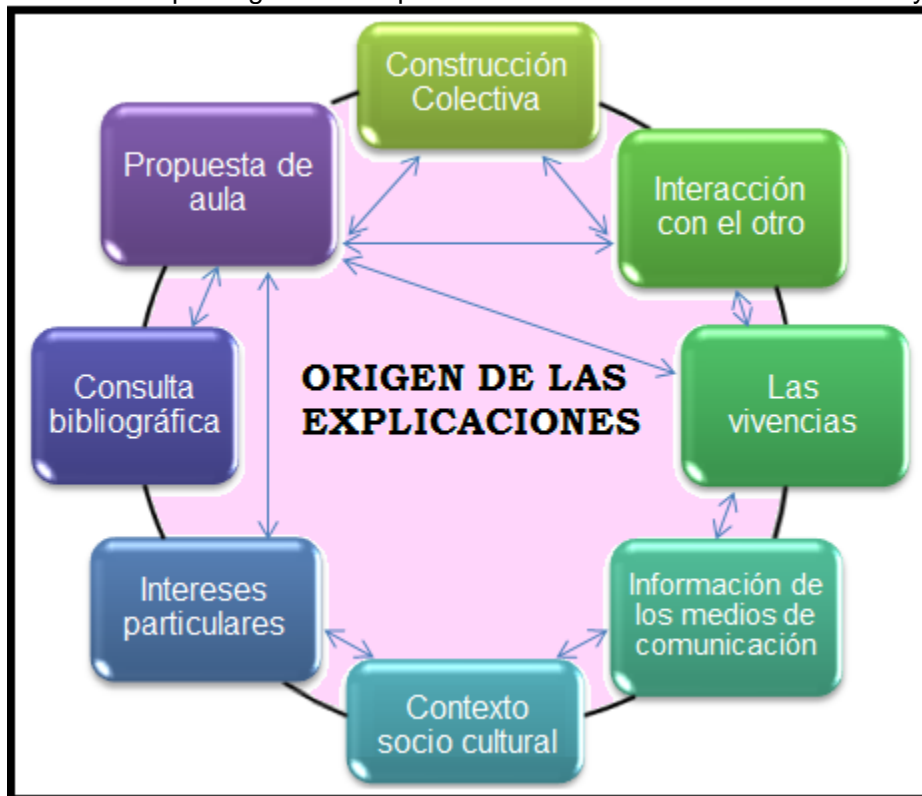 Construcción
Colectiva
Propuesta de
aula
Interacción
con el otro
ORIGEN DE LAS
EXPLICACIONES
Consulta
bibliográfica
Las
vivencias
Intereses
particulares
Información de
los medios de
comunicación
Contexto
socio cultural